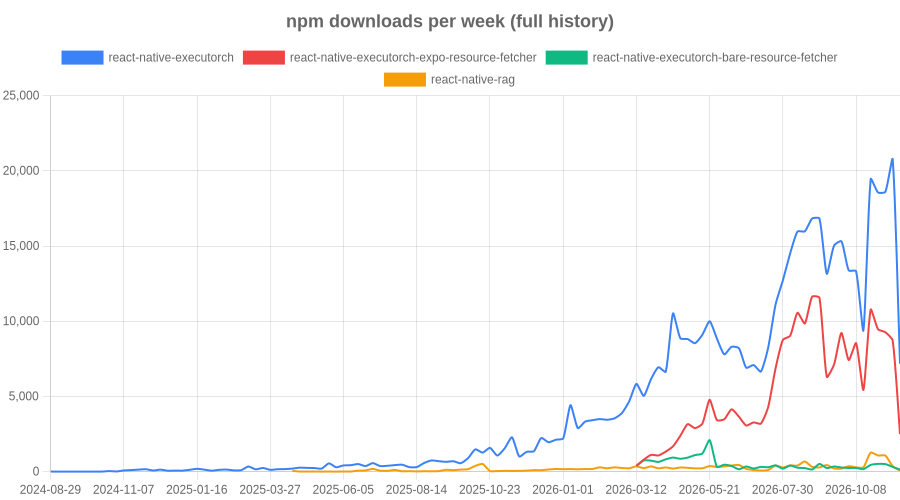 npm downloads per week (full history)
react-native-executorch react-native-executorch-expo-resource-fetcher react-native-executorch-bare-resource-fetcher
react-native-rag
25,000
20,000
15,000
10,000
5,000
0
2024-08-29 2024-11-07 2025-01-16 2025-03-27 2025-06-05 2025-08-14 2025-10-23 2026-01-01 2026-03-12 2026-05-21 2026-07-30 2026-10-08